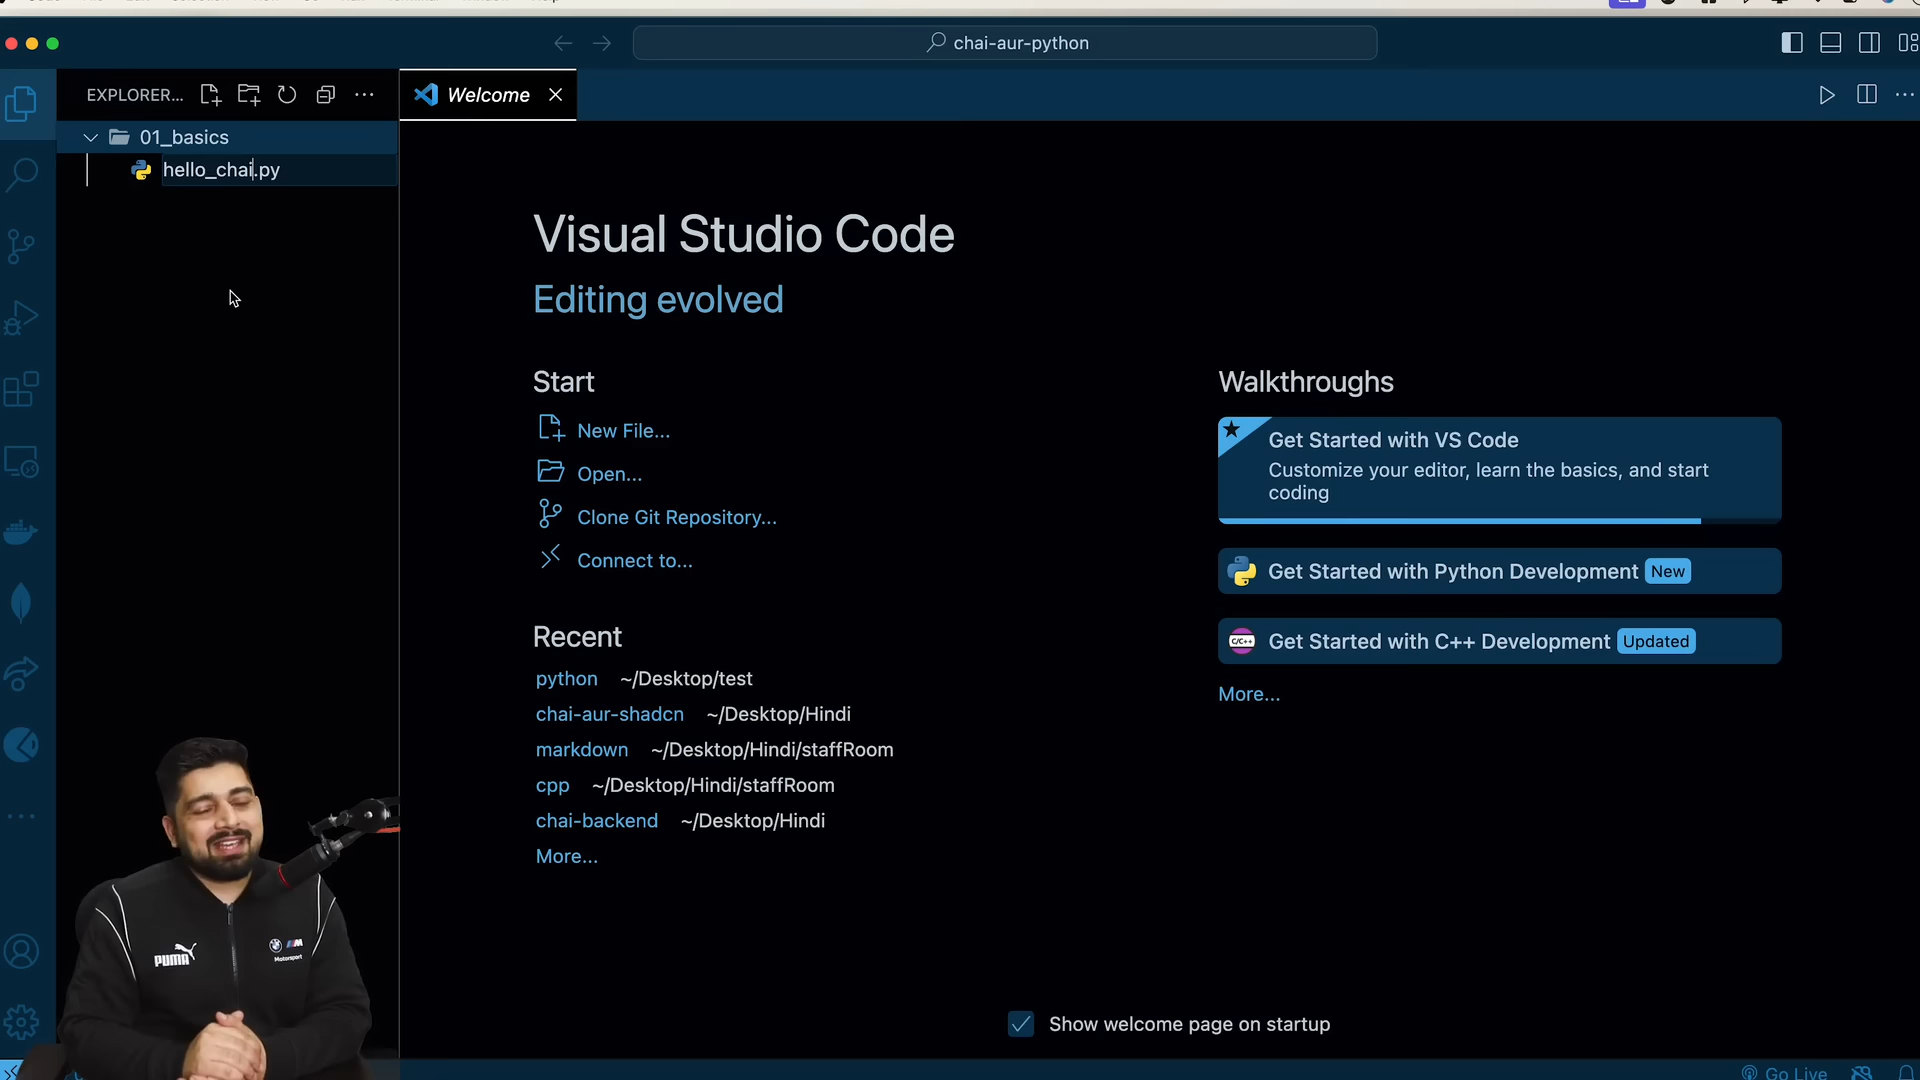 chai-aur-python
EXPLORER...
Welcome
01_basics
hello_chai.py
Visual Studio Code
Editing evolved
Start
New File...
Open...
Clone Git Repository...
Connect to...
Recent
python ~/Desktop/test
chai-aur-shadcn ~/Desktop/Hindi
markdown ~/Desktop/Hindi/staffRoom
cpp ~/Desktop/Hindi/staffRoom
chai-backend ~/Desktop/Hindi
More...
Walkthroughs
Get Started with VS Code
Customize your editor, learn the basics, and start
coding
Get Started with Python Development New
C/C++ Get Started with C++ Development Updated
More...
PUMA
Motorsport
Show welcome page on startup
Go Live